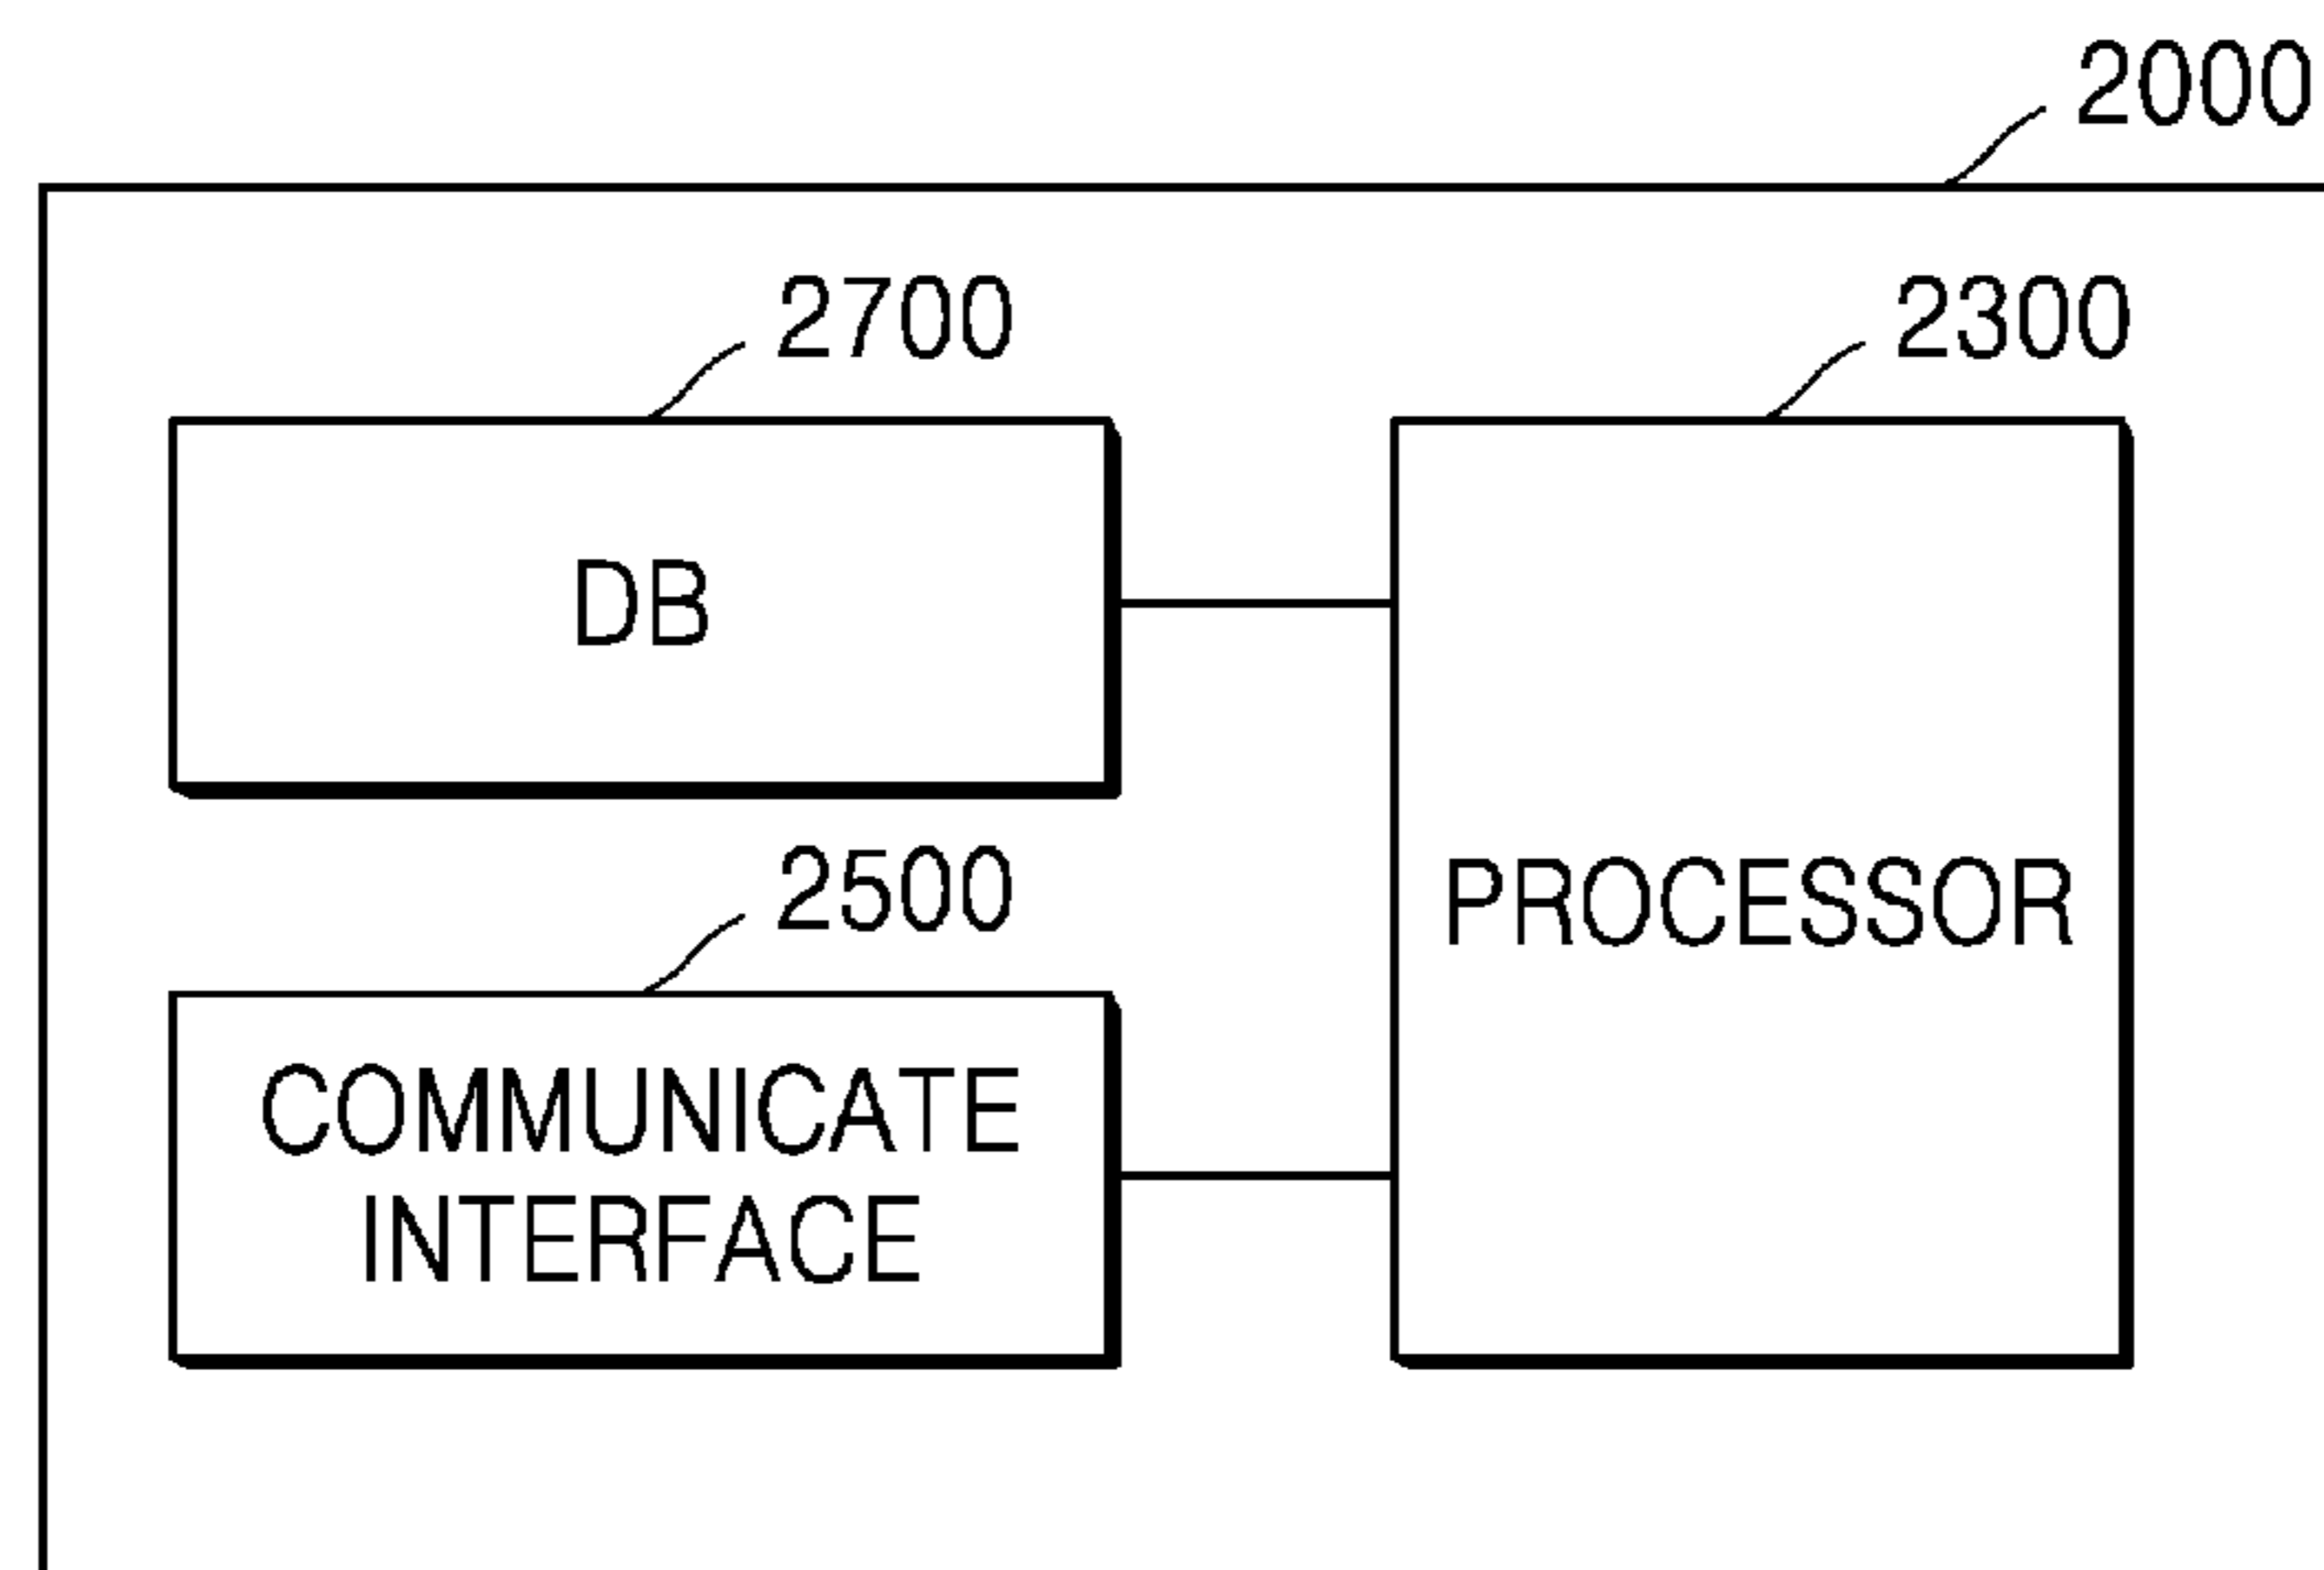 2000
2700
2300
DB
2500
PROCESSOR
COMMUNICATE
INTERFACE